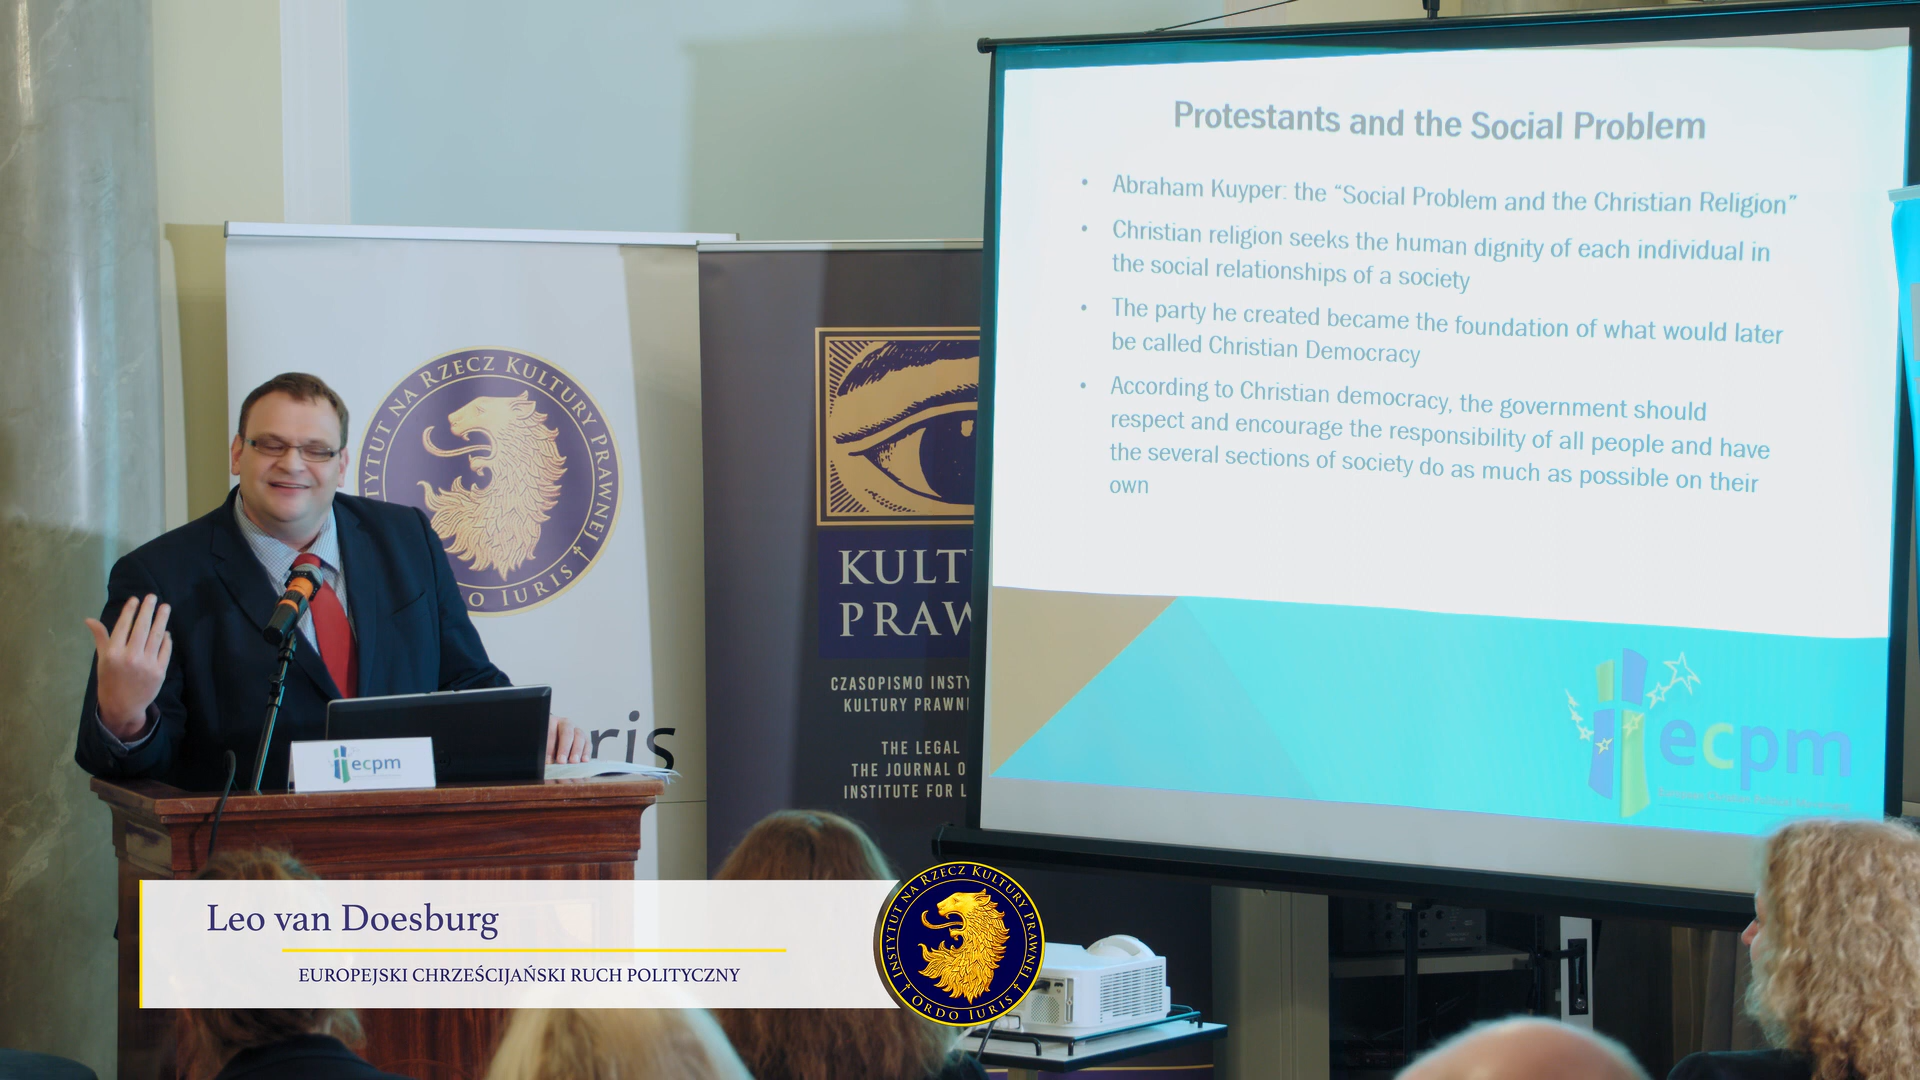 Protestants and the Social Problem
• Abraham Kuyper: the “Social Problem and the Christian Religion”
• Christian religion seeks the human dignity of each individual in
the social relationships of a society
• The party he created became the foundation of what would later
be called Christian Democracy
• According to Christian democracy, the government should
respect and encourage the responsibility of all people and have
the several sections of society do as much as possible on their
own
ecpm
INSTYTUT NA RZECZ KULTURY PRAWNEJ
ORDO IURIS
KULT
PRAW
CZASOPISMO INSTY
KULTURY PRAWN
THE LEGAL
THE JOURNAL O
INSTITUTE FOR L
ris
ecpm
Leo van Doesburg
EUROPEJSKI CHRZEŚCIJAŃSKI RUCH POLITYCZNY
INSTYTUT NA RZECZ KULTURY PRAWNEJ
ORDO IURIS